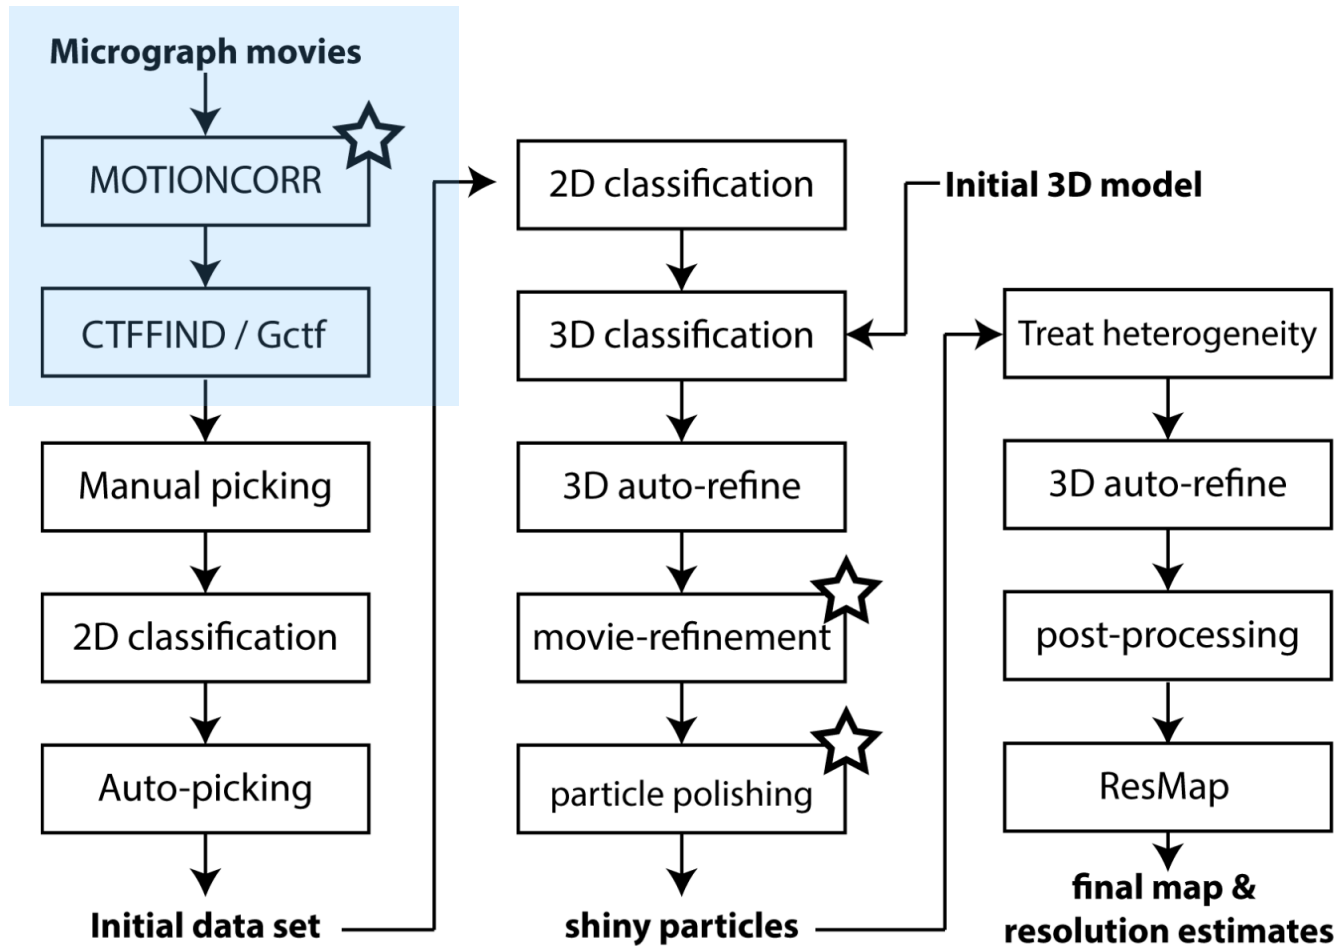 Micrograph movies
MOTIONCORR
CTFFIND / Gctf
Manual picking
2D classification
Auto-picking
Initial data set
2D classification
Initial 3D model
3D classification
3D auto-refine
movie-refinement
particle polishing
shiny particles
Treat heterogeneity
3D auto-refine
post-processing
ResMap
final map &
resolution estimates